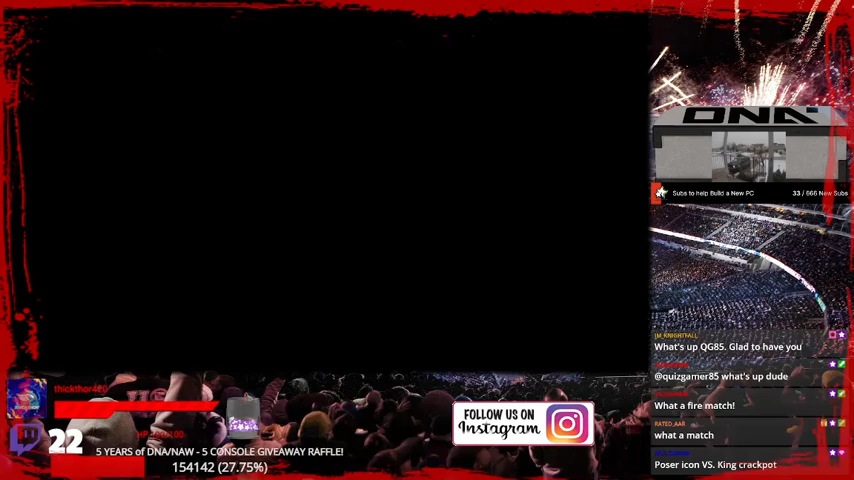 DNA
Subs to help Build a New PC 33 / 666 New Subs
JM_KNIGHTFALL
What's up QG85. Glad to have you
@quizgamer85 what's up dude
What a fire match!
RATED_AAR
what a match
Poser icon VS. King crackpot
thickthor420
22
5 YEARS of DNA/NAW - 5 CONSOLE GIVEAWAY RAFFLE!
154142 (27.75%)
FOLLOW US ON
Instagram